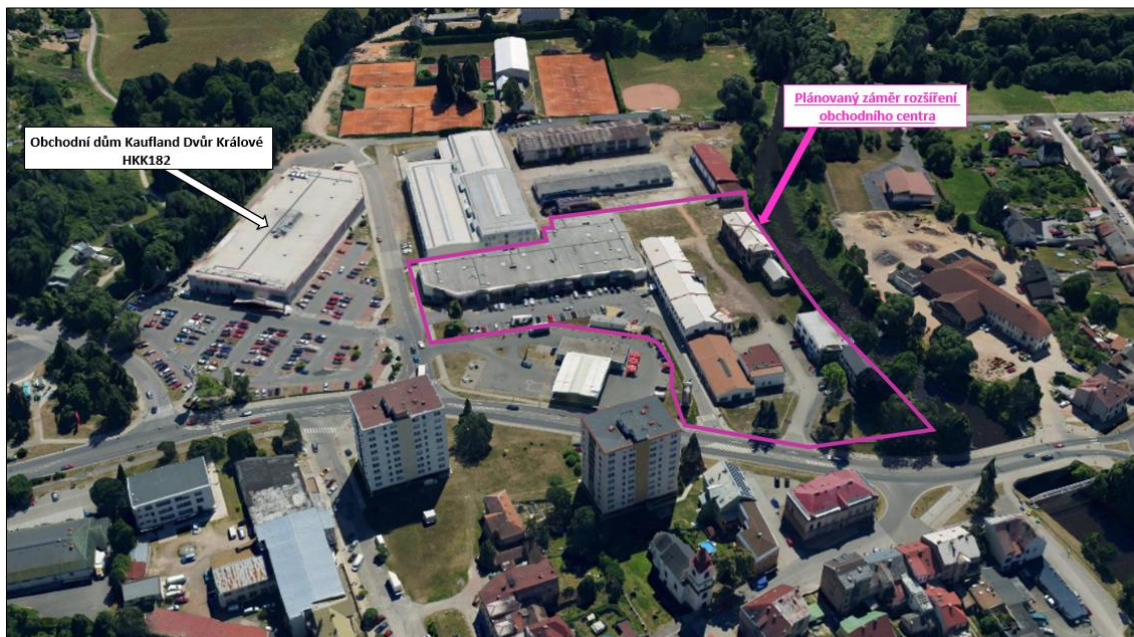 Obchodní dům Kaufland Dvůr Králové
HKK182
Plánovaný záměr rozšíření
obchodního centra